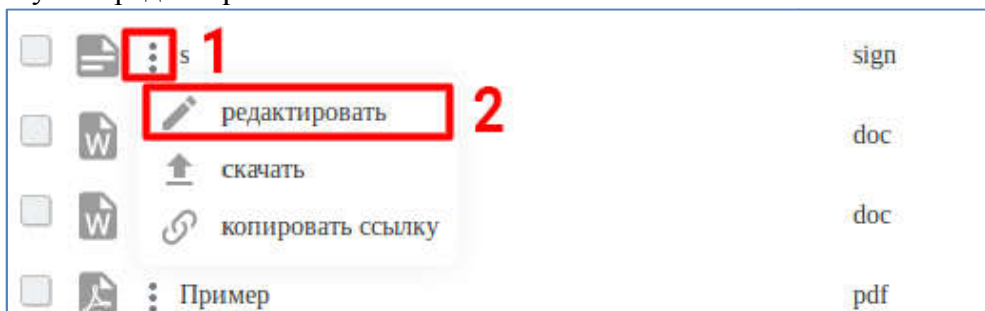 s 1 sign
редактировать 2
W doc
скачать
W doc
копировать ссылку
Пример pdf